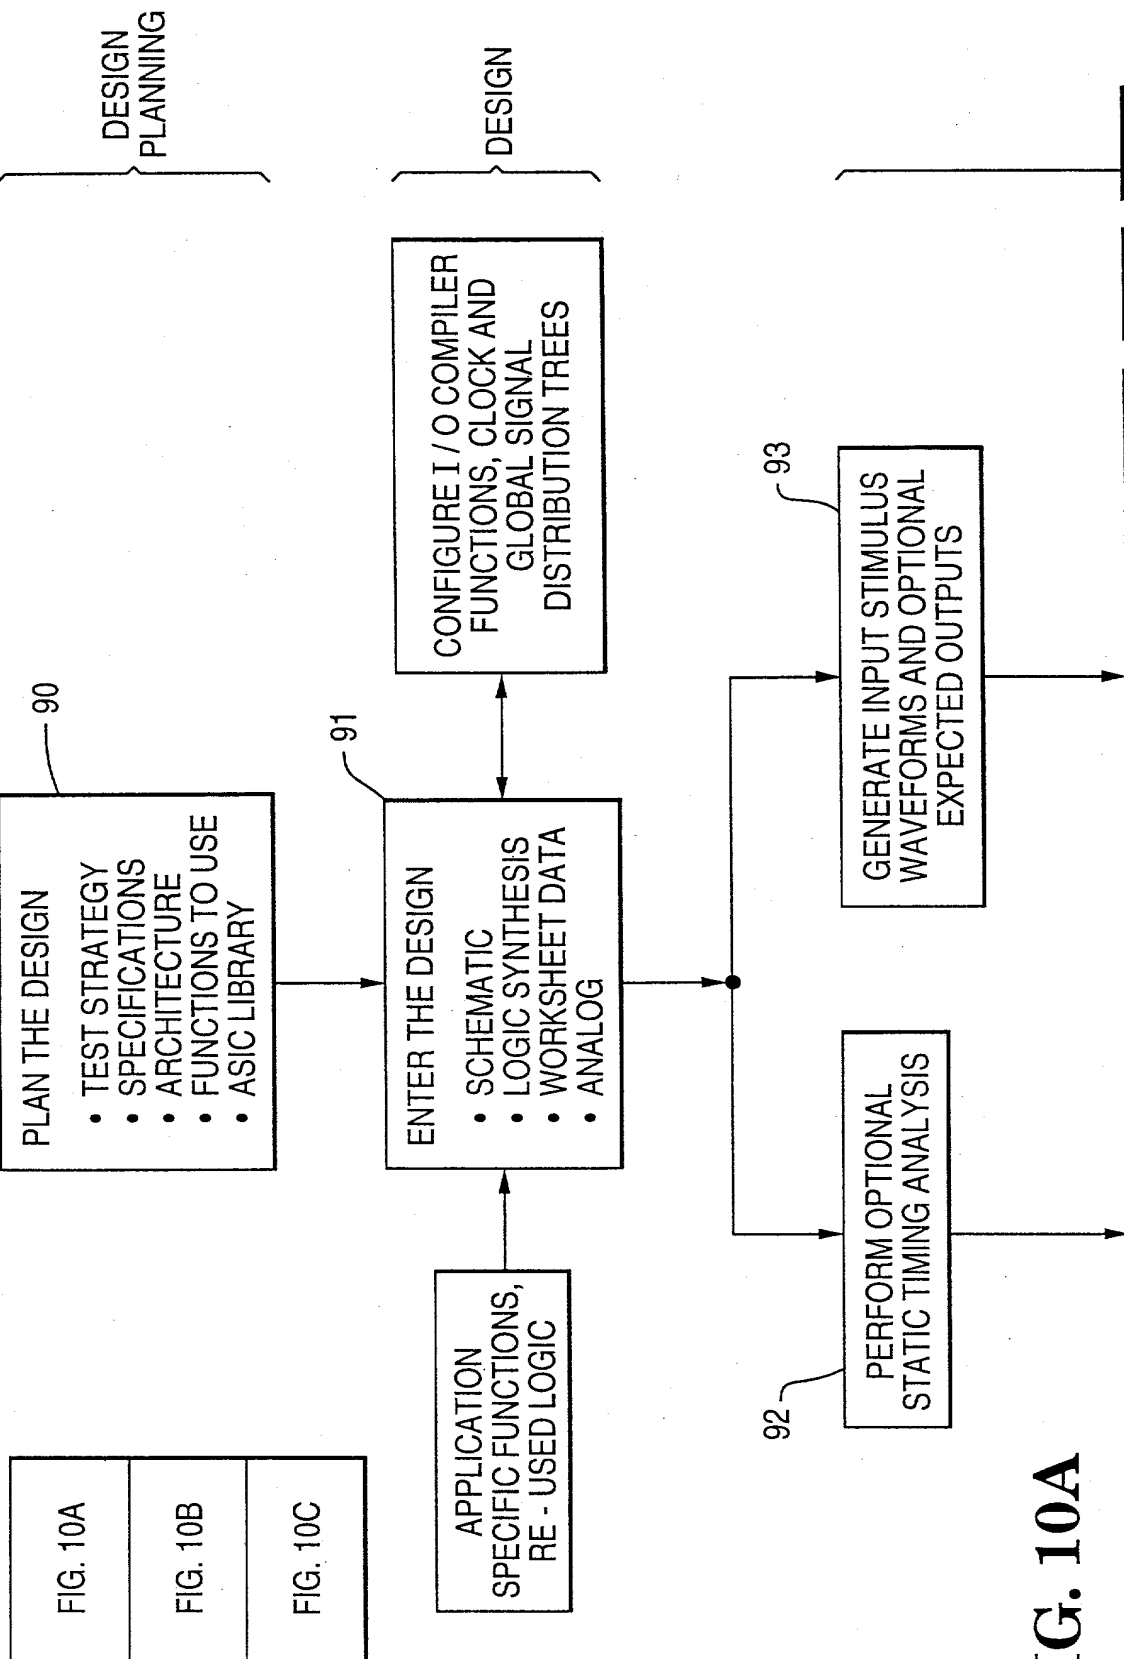 FIG. 10A
FIG. 10B
FIG. 10C
PLAN THE DESIGN
• TEST STRATEGY
• SPECIFICATIONS
• ARCHITECTURE
• FUNCTIONS TO USE
• ASIC LIBRARY
90
DESIGN
PLANNING
APPLICATION
SPECIFIC FUNCTIONS,
RE - USED LOGIC
ENTER THE DESIGN
• SCHEMATIC
• LOGIC SYNTHESIS
• WORKSHEET DATA
• ANALOG
91
CONFIGURE I / O COMPILER
FUNCTIONS, CLOCK AND
GLOBAL SIGNAL
DISTRIBUTION TREES
DESIGN
92
PERFORM OPTIONAL
STATIC TIMING ANALYSIS
93
GENERATE INPUT STIMULUS
WAVEFORMS AND OPTIONAL
EXPECTED OUTPUTS
IG. 10A